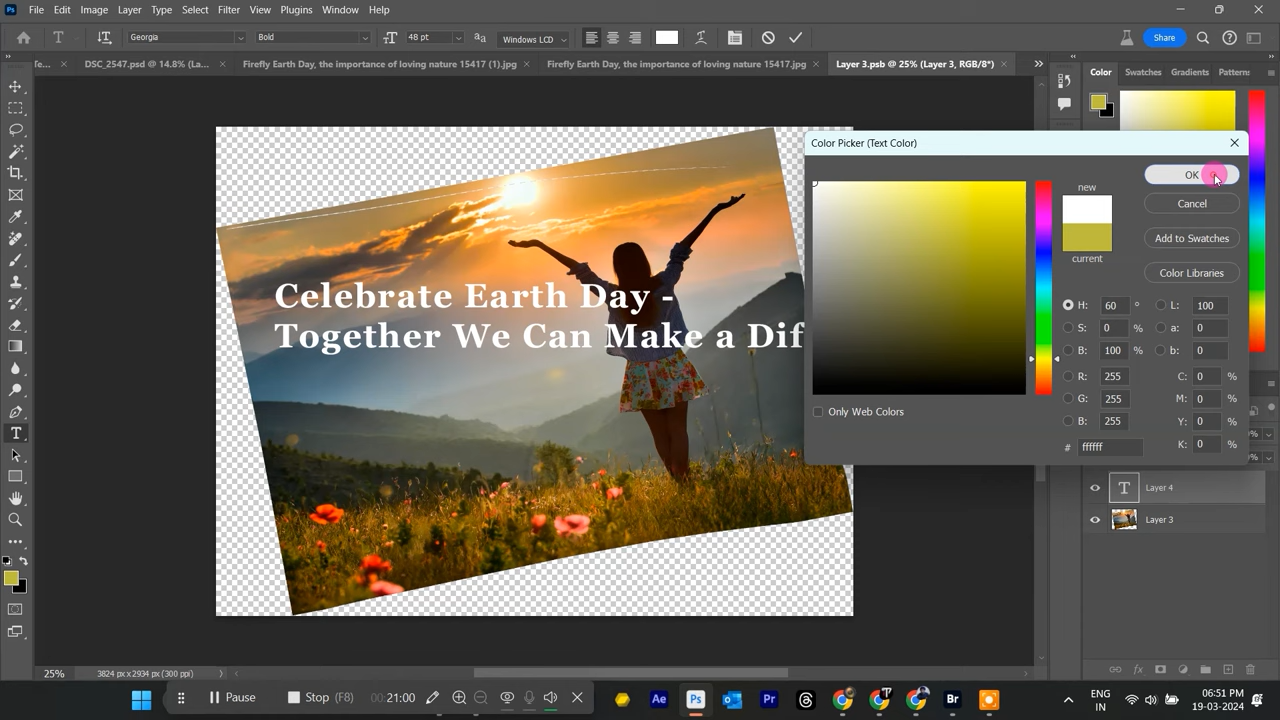 Ps File Edit Image Layer Type Select Filter View Plugins Window Help
T Georgia Bold 48 pt Windows LCD Share
DSC_2547.psd @ 14.8% (La... Firefly Earth Day, the importance of loving nature 15417 (1).jpg Firefly Earth Day, the importance of loving nature 15417.jpg Layer 3.psb @ 25% (Layer 3, RGB/8*)
Color Swatches Gradients Patterns
Color Picker (Text Color)
new
current
OK
Cancel
Add to Swatches
Color Libraries
H: 60 ° L: 100
S: 0 % a: 0
B: 100 % b: 0
R: 255 C: 0 %
G: 255 M: 0 %
B: 255 Y: 0 %
# ffffff K: 0 %
Only Web Colors
Celebrate Earth Day -
Together We Can Make a Dif
T Layer 4
Layer 3
25% 3824 px x 2934 px (300 ppi)
Pause Stop (F8) 00:21:00
Ae Ps Pr Br
ENG
IN
06:51 PM
19-03-2024